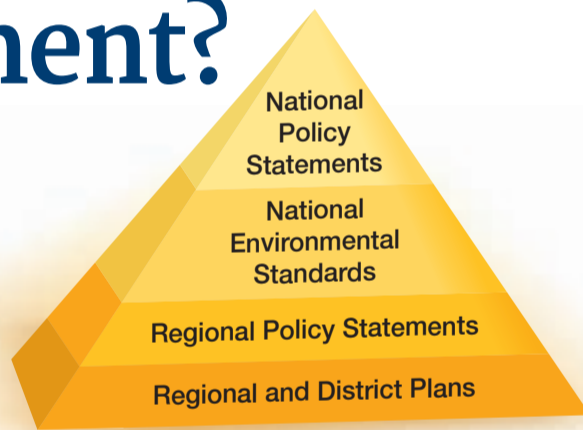 ment?
National
Policy
Statements
National
Environmental
Standards
Regional Policy Statements
Regional and District Plans